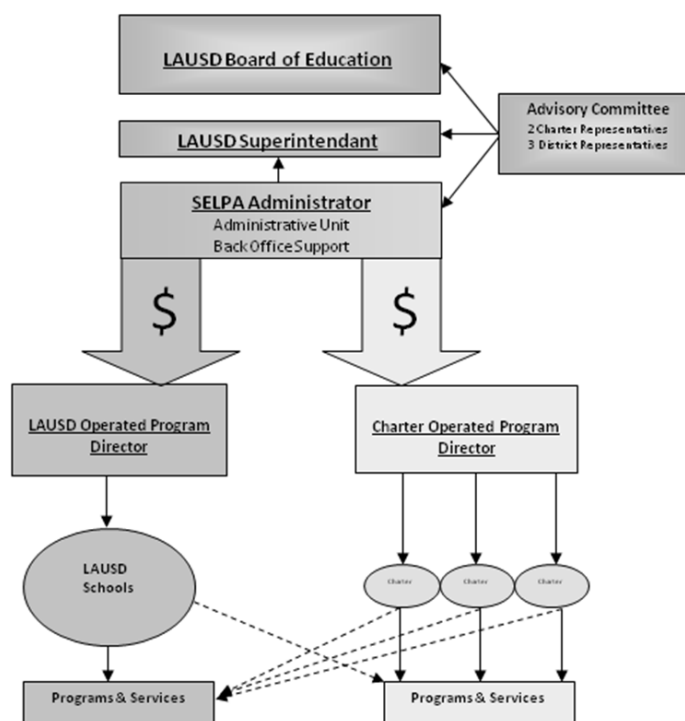 LAUSD Board of Education
Advisory Committee
2 Charter Representatives
3 District Representatives
LAUSD Superintendant
SELPA Administrator
Administrative Unit
Back Office Support
$
$
LAUSD Operated Program
Director
Charter Operated Program
Director
LAUSD
Schools
Charter
Charter
Charter
Programs & Services
Programs & Services